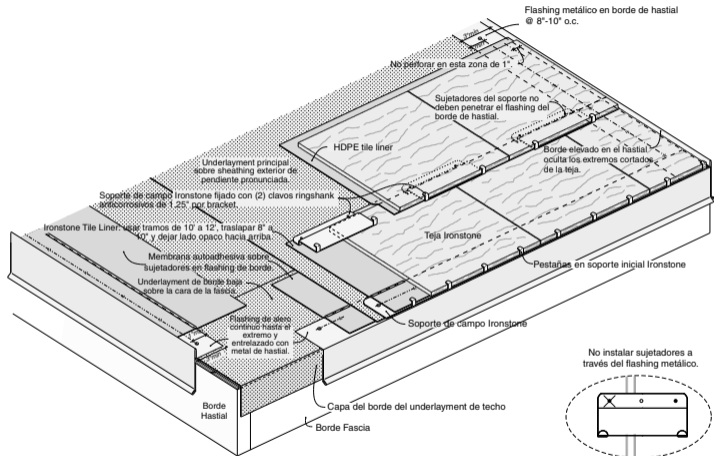 Flashing metálico en borde de hastial
@ 8"-10" o.c.
3"min
No perforar en esta zona de 1".
Sujetadores del soporte no
deben penetrar el flashing del
borde de hastial.
HDPE tile liner
Borde elevado en el hastial
oculta los extremos cortados
de la teja.
Underlayment principal
sobre sheathing exterior de
pendiente pronunciada.
Soporte de campo Ironstone fijado con (2) clavos ringshank
anticorrosivos de 1.25" por bracket.
Ironstone Tile Liner: usar tramos de 10' a 12', traslapar 8" a
10", y dejar lado opaco hacia arriba.
Teja Ironstone
Membrana autoadhesiva sobre
sujetadores en flashing de borde.
Pestañas en soporte inicial Ironstone
Underlayment de borde baja
sobre la cara de la fascia.
Flashing de alero
continuo hasta el
extremo y
entrelazado con
metal de hastial.
Soporte de campo Ironstone
No instalar sujetadores a
través del flashing metálico.
Borde
Hastial
Capa del borde del underlayment de techo
Borde Fascia